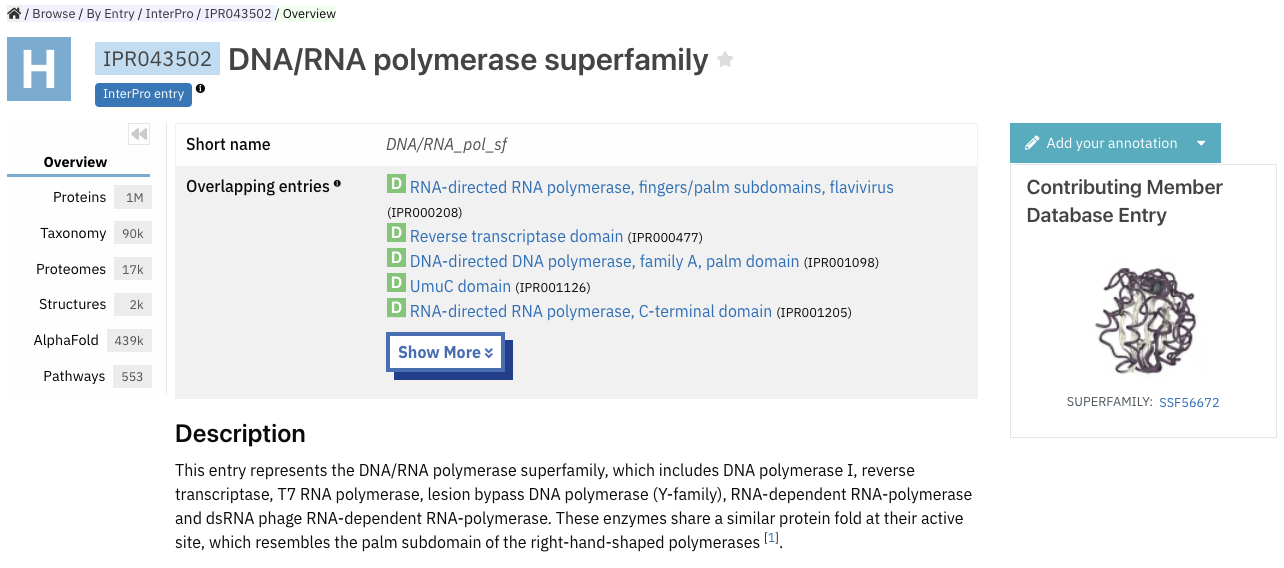 / Browse / By Entry / InterPro / IPR043502 / Overview
H
IPR043502 DNA/RNA polymerase superfamily
InterPro entry
Overview
Proteins 1M
Taxonomy 90k
Proteomes 17k
Structures 2k
AlphaFold 439k
Pathways 553
Short name DNA/RNA_pol_sf
Overlapping entries
D RNA-directed RNA polymerase, fingers/palm subdomains, flavivirus
(IPR000208)
D Reverse transcriptase domain (IPR000477)
D DNA-directed DNA polymerase, family A, palm domain (IPR001098)
D UmuC domain (IPR001126)
D RNA-directed RNA polymerase, C-terminal domain (IPR001205)
Show More
Description
This entry represents the DNA/RNA polymerase superfamily, which includes DNA polymerase I, reverse
transcriptase, T7 RNA polymerase, lesion bypass DNA polymerase (Y-family), RNA-dependent RNA-polymerase
and dsRNA phage RNA-dependent RNA-polymerase. These enzymes share a similar protein fold at their active
site, which resembles the palm subdomain of the right-hand-shaped polymerases [1].
Add your annotation
Contributing Member
Database Entry
SUPERFAMILY: SSF56672